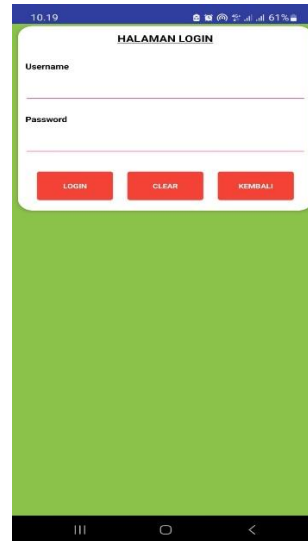 10.19 61%
HALAMAN LOGIN
Username
Password
LOGIN CLEAR KEMBALI